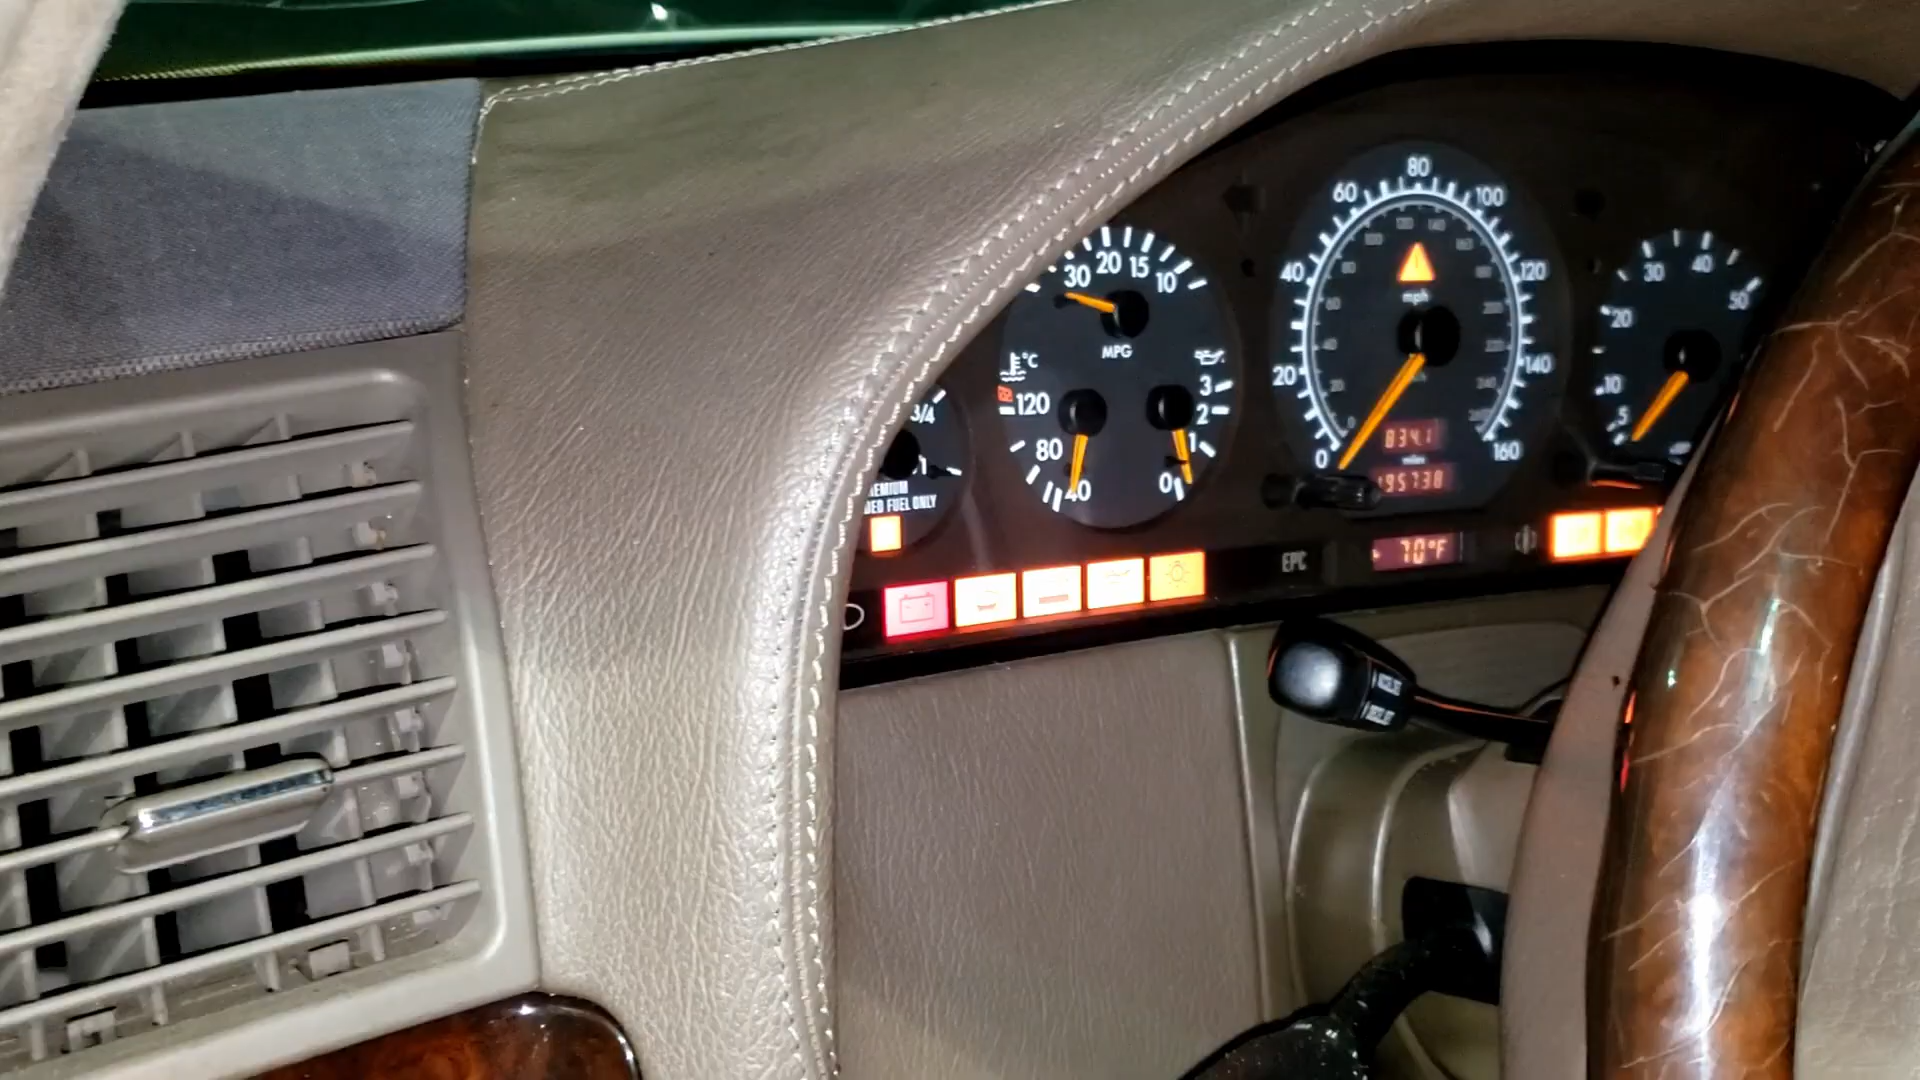 3/4
1
EMIUM
DED FUEL ONLY
30 20 15 10
MPG
°C
120
80
40
3
2
1
0
0 20 40 60 80 100 120 140 160
mph
834.1
miles
95738
5 10 20 30 40 50
EPC
70°F